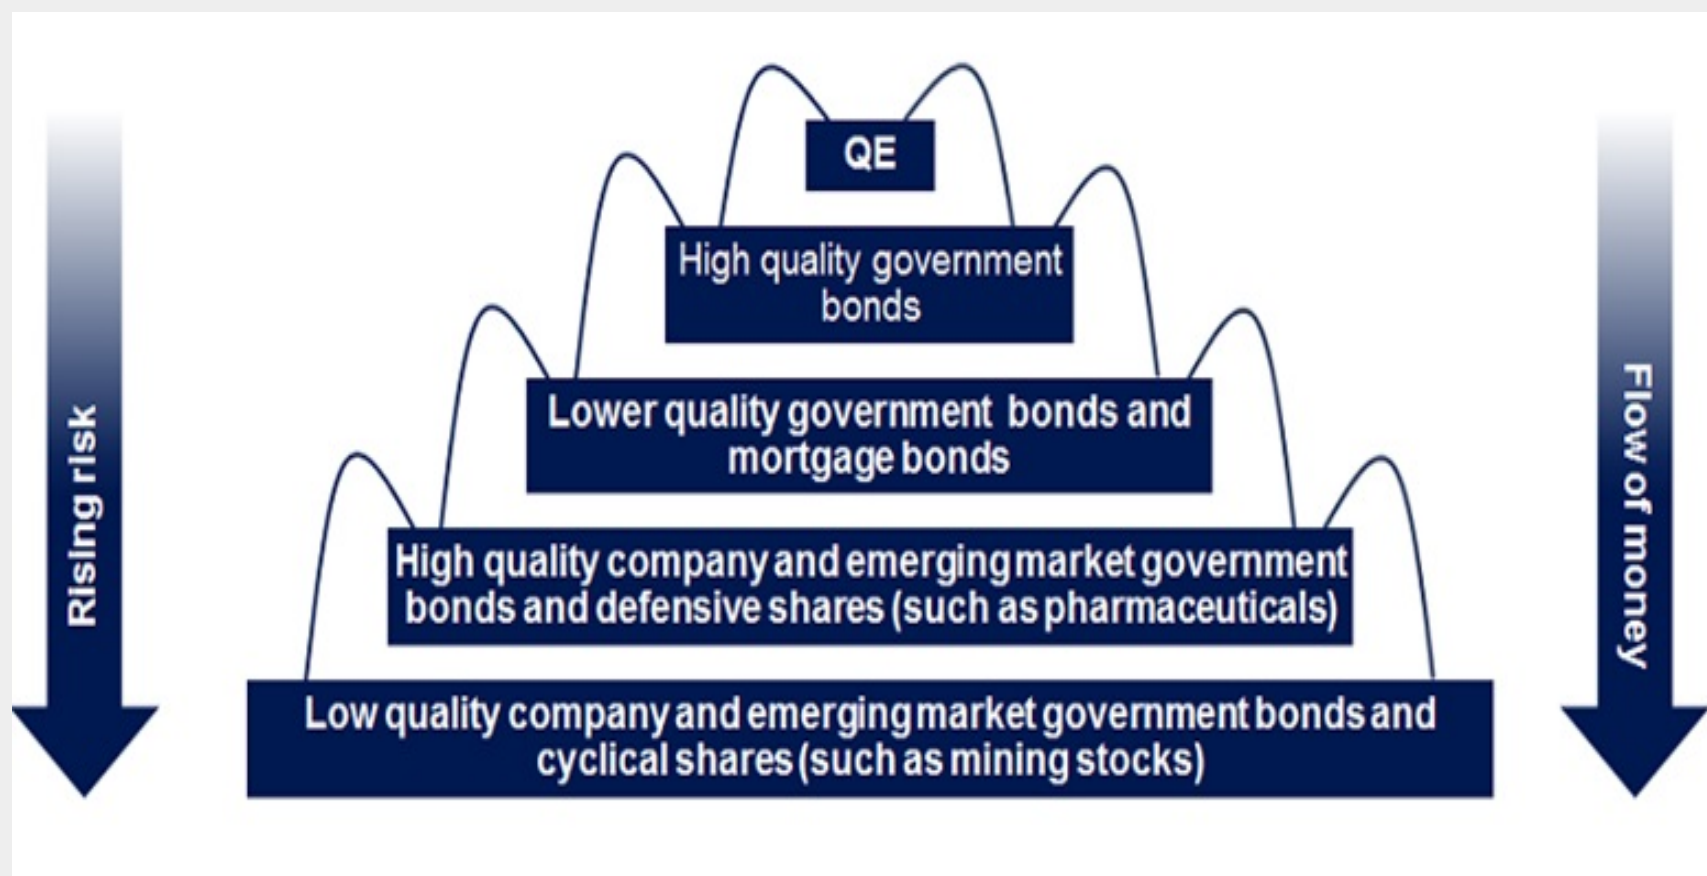 QE
High quality government
bonds
Lower quality government bonds and
mortgage bonds
High quality company and emerging market government
bonds and defensive shares (such as pharmaceuticals)
Low quality company and emerging market government bonds and
cyclical shares (such as mining stocks)
Rising risk
Flow of money